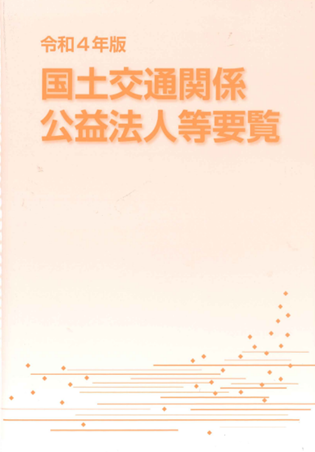 令和４年版
国土交通関係
公益法人等要覧